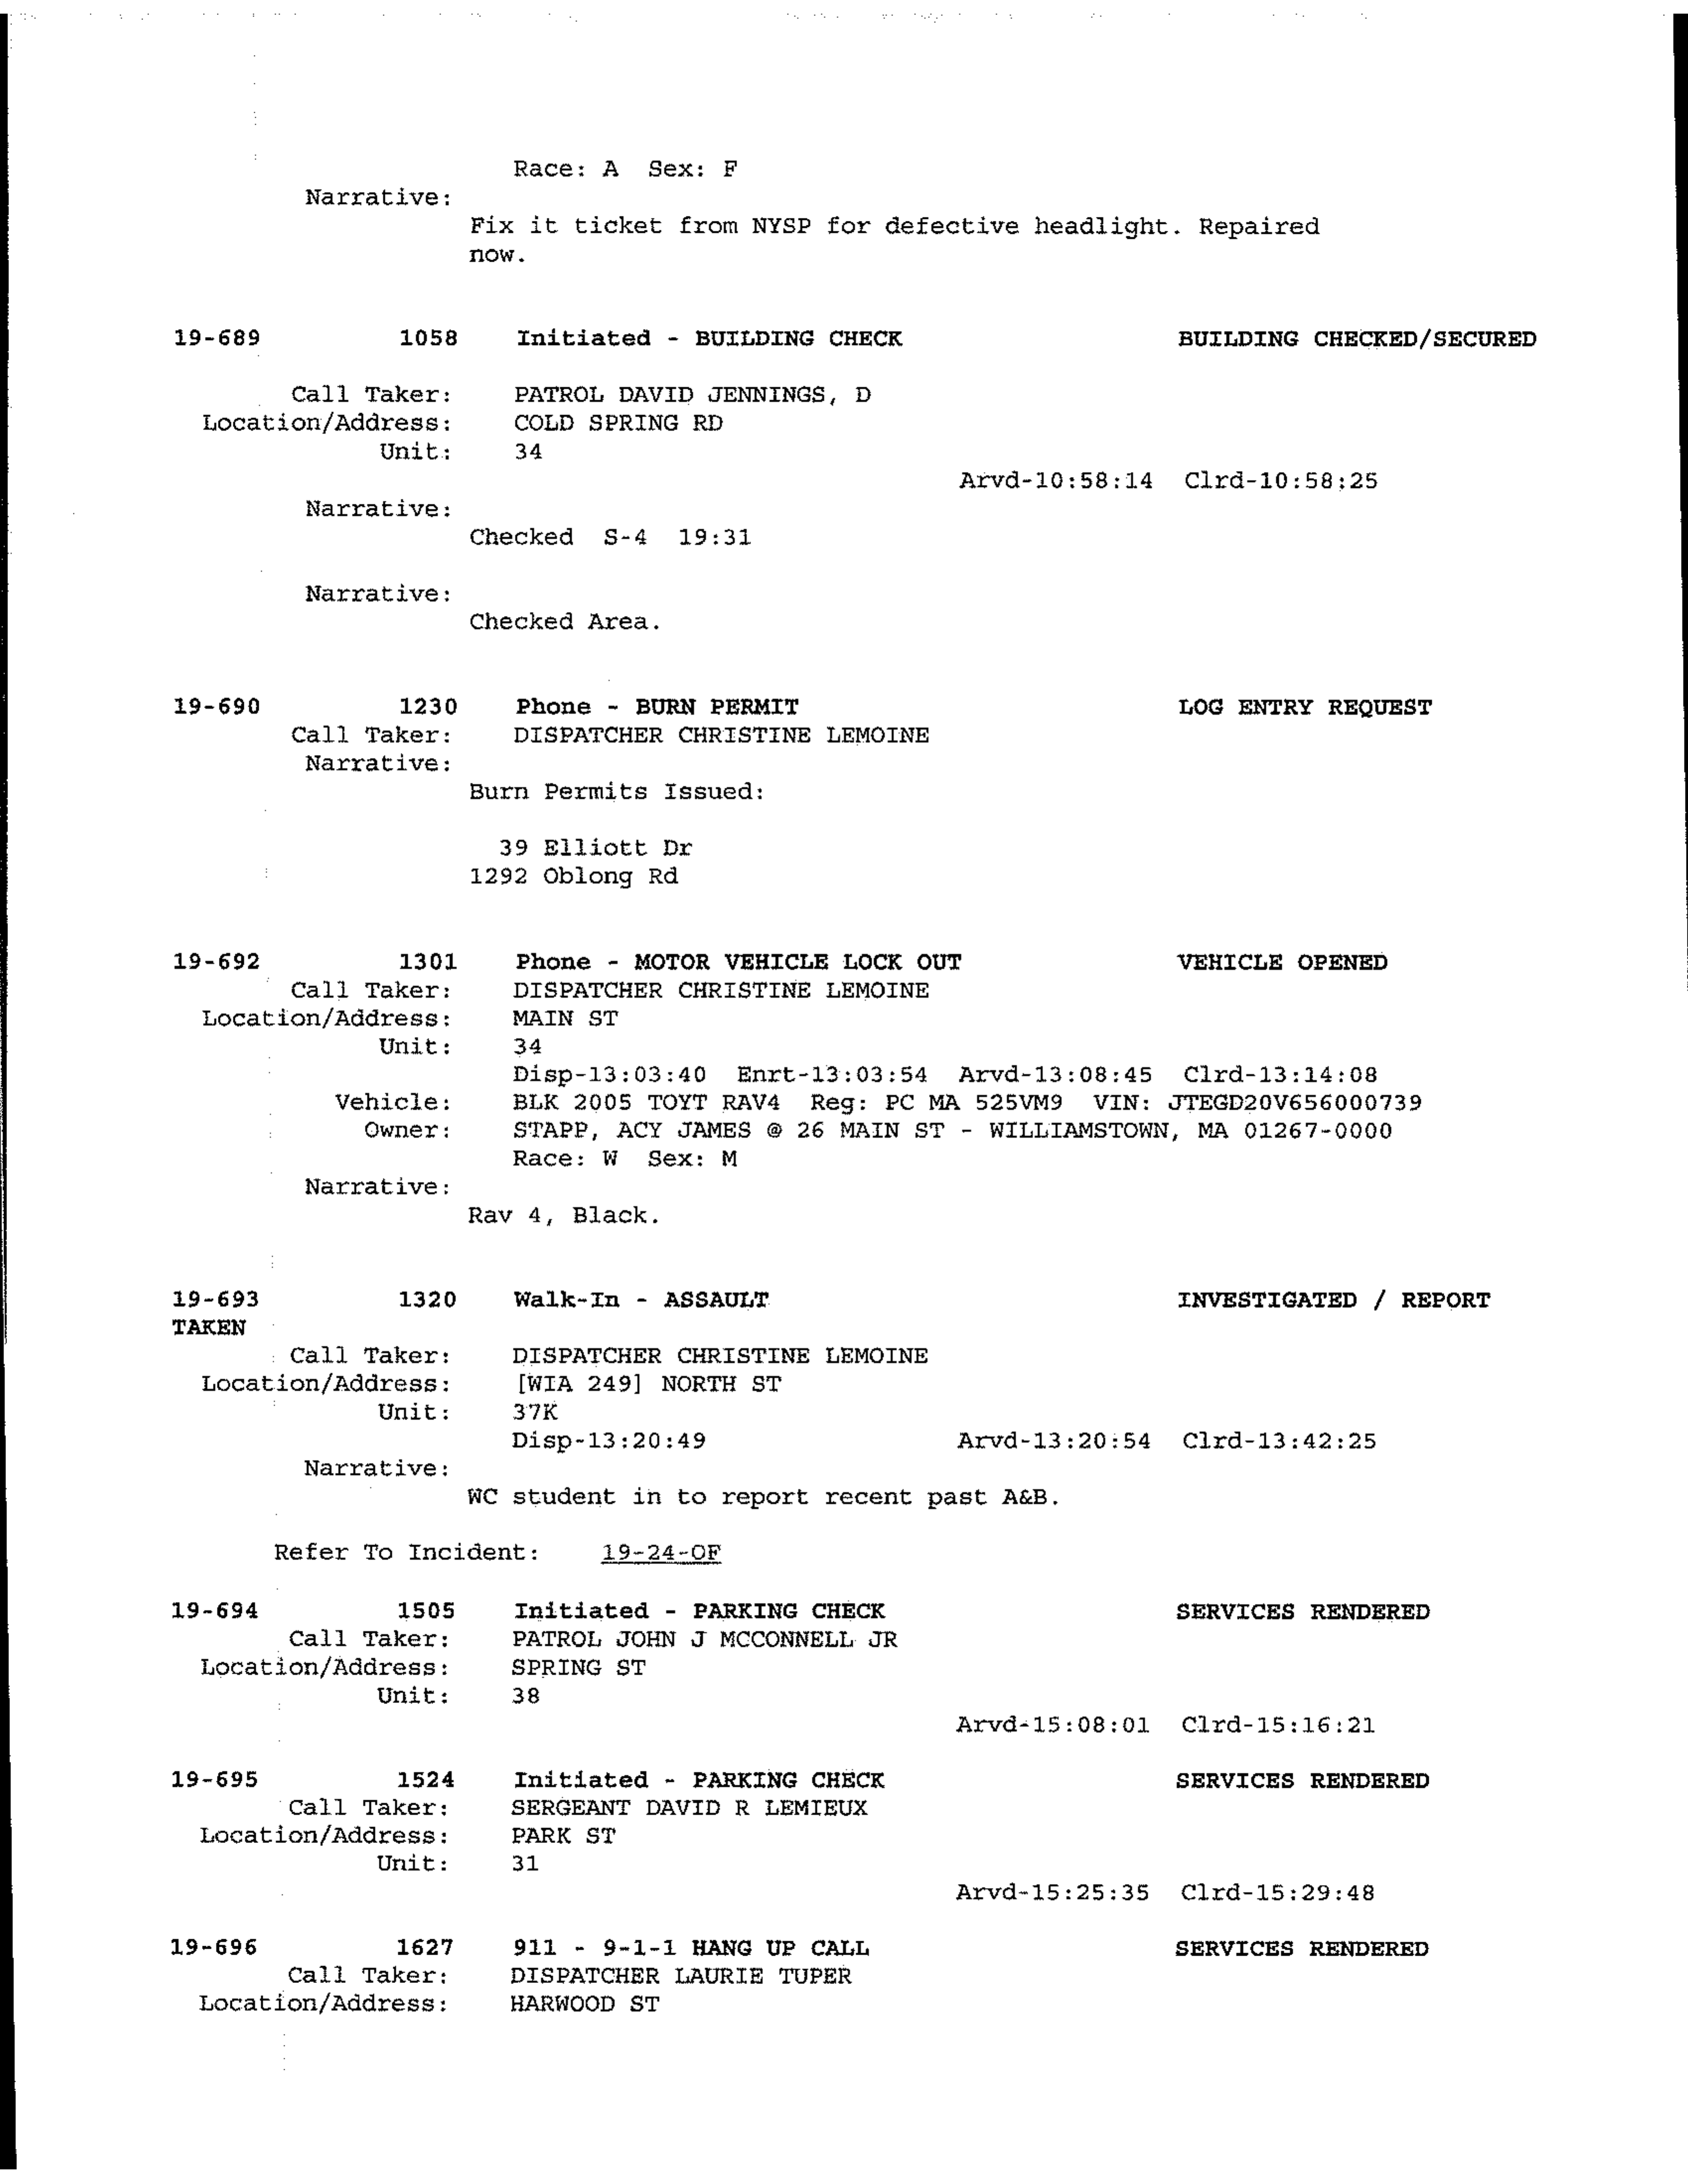 Race: A  Sex: F
Narrative:
Fix it ticket from NYSP for defective headlight. Repaired
now.
19-689  1058  Initiated - BUILDING CHECK  BUILDING CHECKED/SECURED
Call Taker:  PATROL DAVID JENNINGS, D
Location/Address:  COLD SPRING RD
Unit:  34
Arvd-10:58:14  Clrd-10:58:25
Narrative:
Checked  S-4  19:31
Narrative:
Checked Area.
19-690  1230  Phone - BURN PERMIT  LOG ENTRY REQUEST
Call Taker:  DISPATCHER CHRISTINE LEMOINE
Narrative:
Burn Permits Issued:
39 Elliott Dr
1292 Oblong Rd
19-692  1301  Phone - MOTOR VEHICLE LOCK OUT  VEHICLE OPENED
Call Taker:  DISPATCHER CHRISTINE LEMOINE
Location/Address:  MAIN ST
Unit:  34
Disp-13:03:40  Enrt-13:03:54  Arvd-13:08:45  Clrd-13:14:08
Vehicle:  BLK 2005 TOYT RAV4  Reg: PC MA 525VM9  VIN: JTEGD20V656000739
Owner:  STAPP, ACY JAMES @ 26 MAIN ST - WILLIAMSTOWN, MA 01267-0000
Race: W  Sex: M
Narrative:
Rav 4, Black.
19-693  1320  Walk-In - ASSAULT  INVESTIGATED / REPORT
TAKEN
Call Taker:  DISPATCHER CHRISTINE LEMOINE
Location/Address:  [WIA 249] NORTH ST
Unit:  37K
Disp-13:20:49  Arvd-13:20:54  Clrd-13:42:25
Narrative:
WC student in to report recent past A&B.
Refer To Incident:  19-24-OF
19-694  1505  Initiated - PARKING CHECK  SERVICES RENDERED
Call Taker:  PATROL JOHN J MCCONNELL JR
Location/Address:  SPRING ST
Unit:  38
Arvd-15:08:01  Clrd-15:16:21
19-695  1524  Initiated - PARKING CHECK  SERVICES RENDERED
Call Taker:  SERGEANT DAVID R LEMIEUX
Location/Address:  PARK ST
Unit:  31
Arvd-15:25:35  Clrd-15:29:48
19-696  1627  911 - 9-1-1 HANG UP CALL  SERVICES RENDERED
Call Taker:  DISPATCHER LAURIE TUPER
Location/Address:  HARWOOD ST